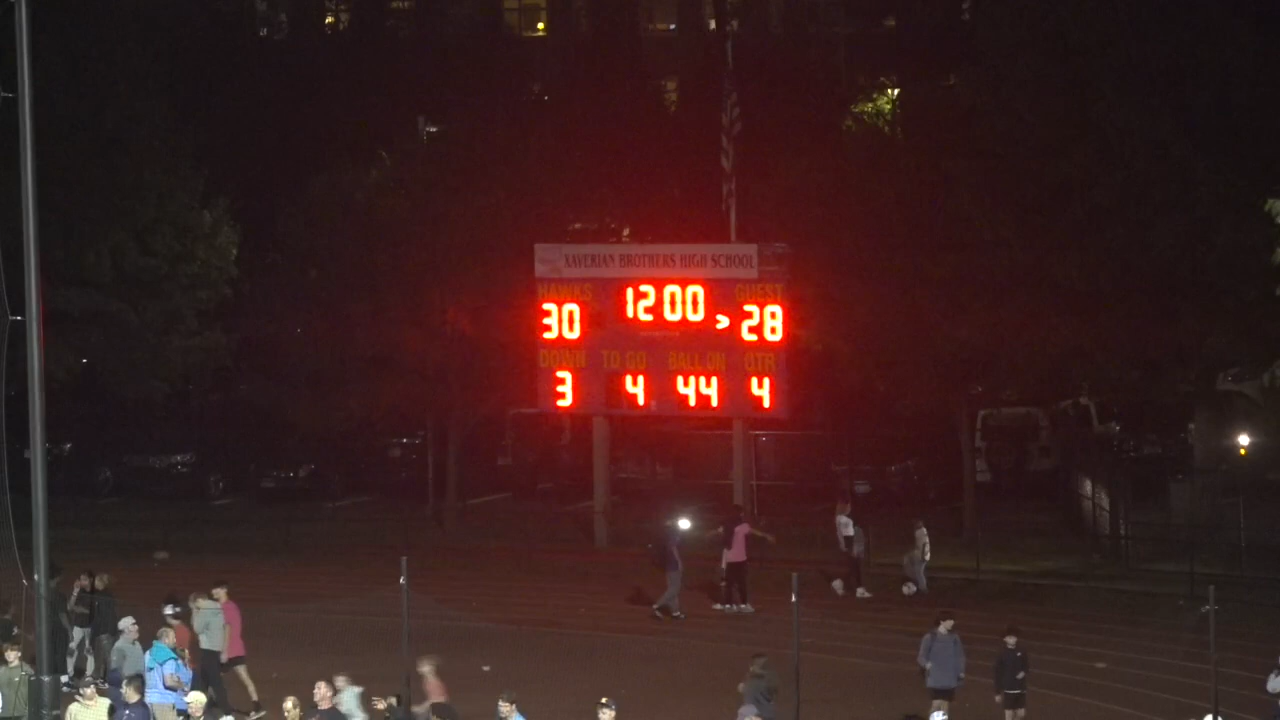 XAVERIAN BROTHERS HIGH SCHOOL
HAWKS 12 00 GUEST
30 > 28
DOWN TO GO BALL ON QTR
3 4 44 4